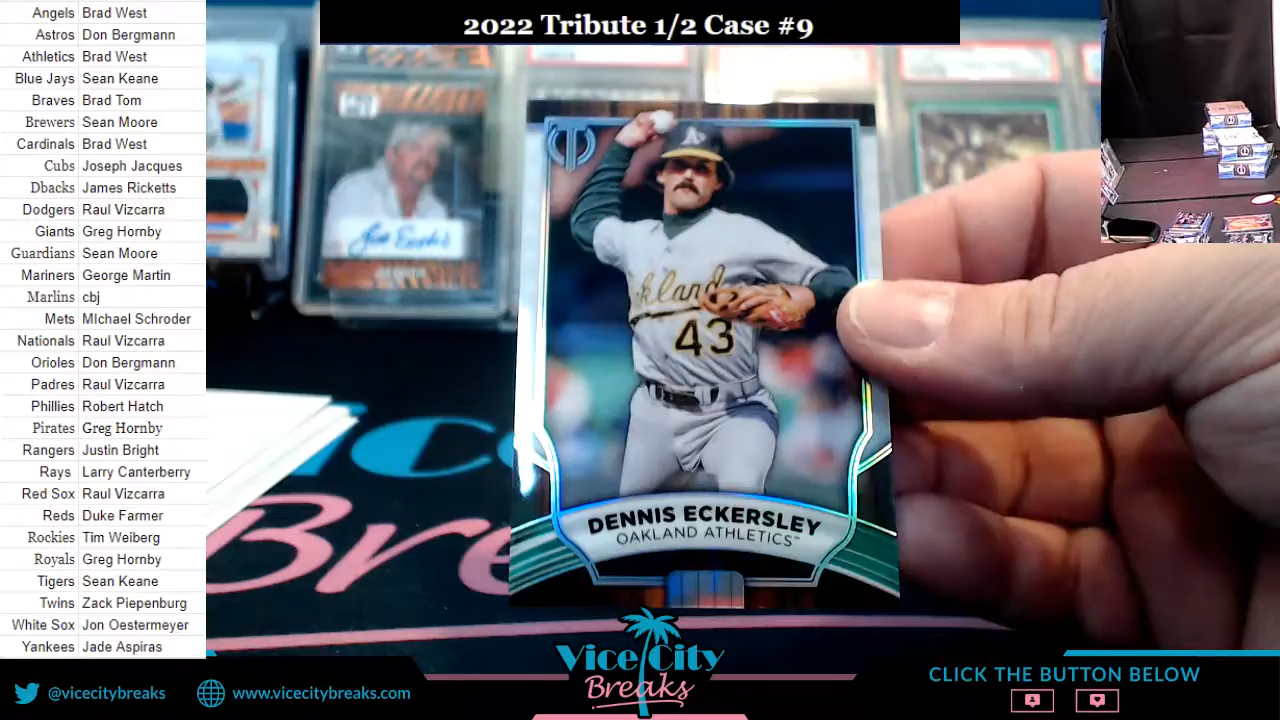 2022 Tribute 1/2 Case #9
Angels Brad West
Astros Don Bergmann
Athletics Brad West
Blue Jays Sean Keane
Braves Brad Tom
Brewers Sean Moore
Cardinals Brad West
Cubs Joseph Jacques
Dbacks James Ricketts
Dodgers Raul Vizcarra
Giants Greg Hornby
Guardians Sean Moore
Mariners George Martin
Marlins cbj
Mets MIchael Schroder
Nationals Raul Vizcarra
Orioles Don Bergmann
Padres Raul Vizcarra
Phillies Robert Hatch
Pirates Greg Hornby
Rangers Justin Bright
Rays Larry Canterberry
Red Sox Raul Vizcarra
Reds Duke Farmer
Rockies Tim Weiberg
Royals Greg Hornby
Tigers Sean Keane
Twins Zack Piepenburg
White Sox Jon Oestermeyer
Yankees Jade Aspiras
43
DENNIS ECKERSLEY
OAKLAND ATHLETICS™
Vice City
Breaks
@vicecitybreaks
www.vicecitybreaks.com
CLICK THE BUTTON BELOW